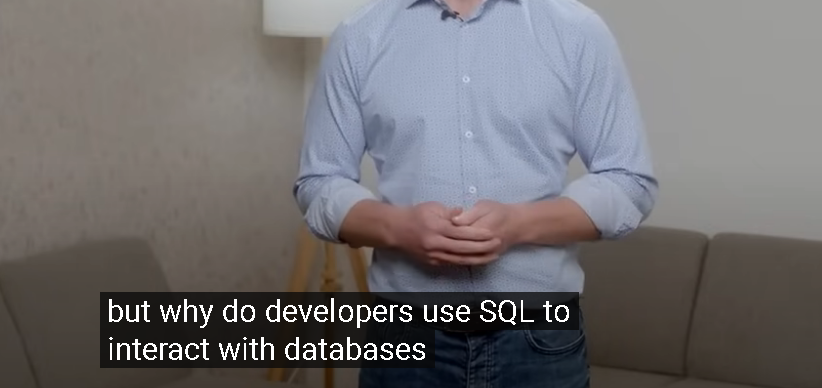 but why do developers use SQL to
interact with databases